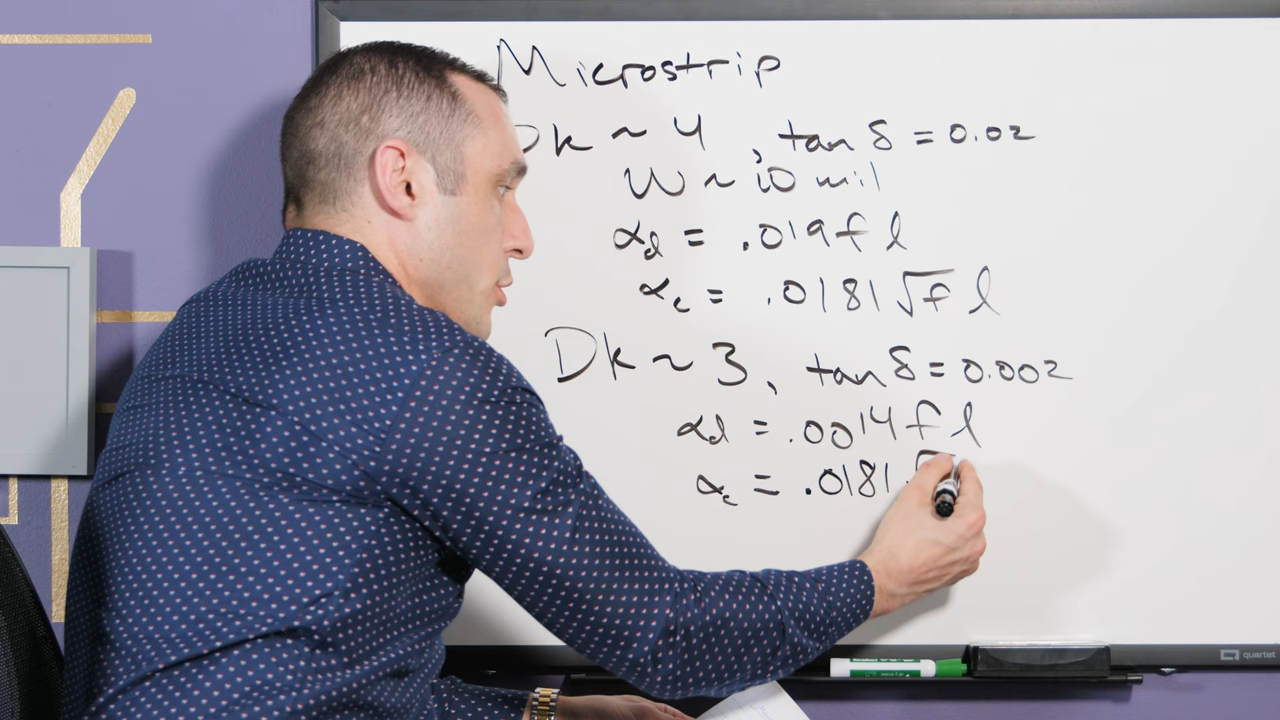 Microstrip
Dk ~ 4, tan δ = 0.02
W ~ 10 mil
αd = .019 f l
αc = .0181 √f l
Dk ~ 3, tan δ = 0.002
αd = .0014 f l
αc = .0181 √
quartet